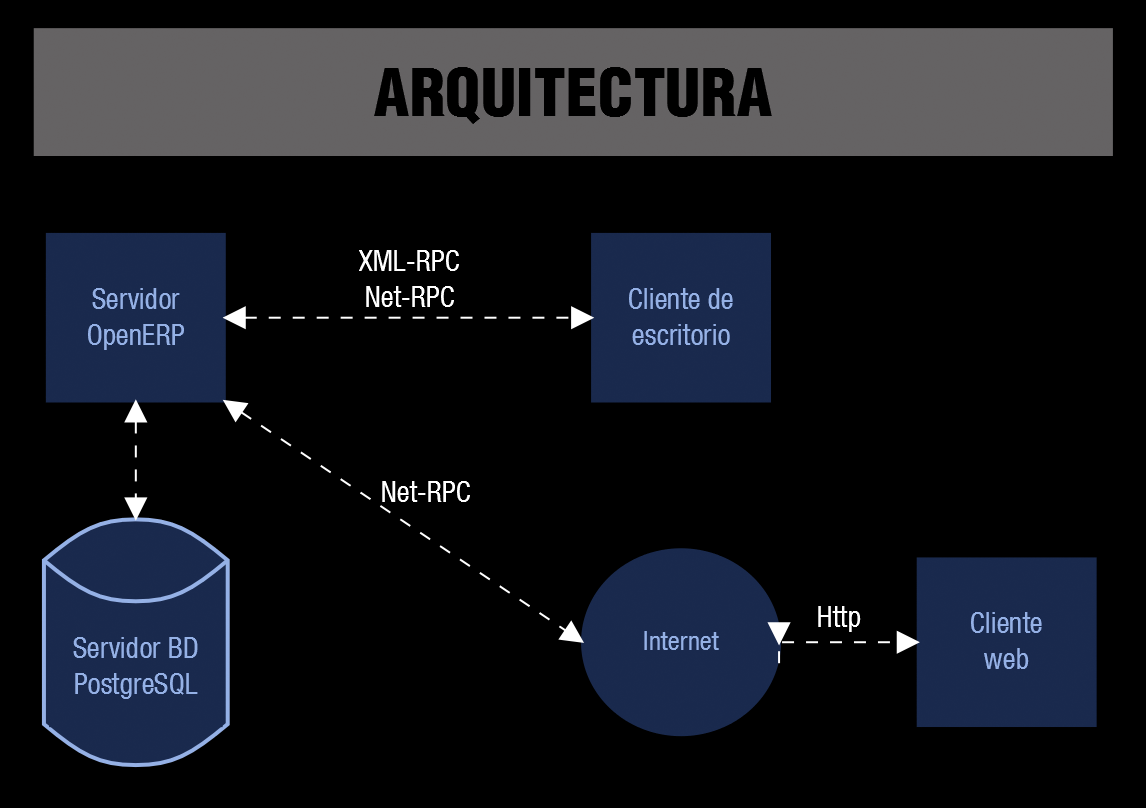 ARQUITECTURA
Servidor
OpenERP
XML-RPC
Net-RPC
Cliente de
escritorio
Net-RPC
Servidor BD
PostgreSQL
Internet
Http
Cliente
web